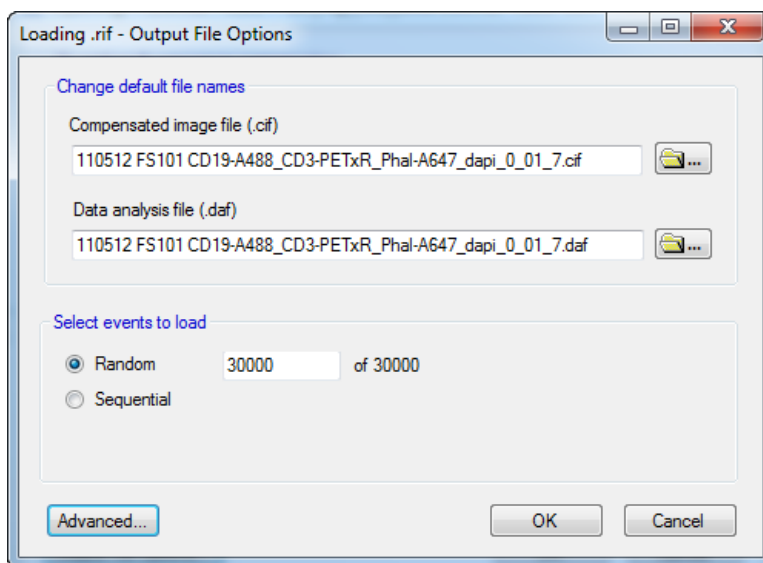 Loading .rif - Output File Options
Change default file names
Compensated image file (.cif)
110512 FS101 CD19-A488_CD3-PETxR_Phal-A647_dapi_0_01_7.cif
...
Data analysis file (.daf)
110512 FS101 CD19-A488_CD3-PETxR_Phal-A647_dapi_0_01_7.daf
...
Select events to load
Random 30000 of 30000
Sequential
Advanced... OK Cancel